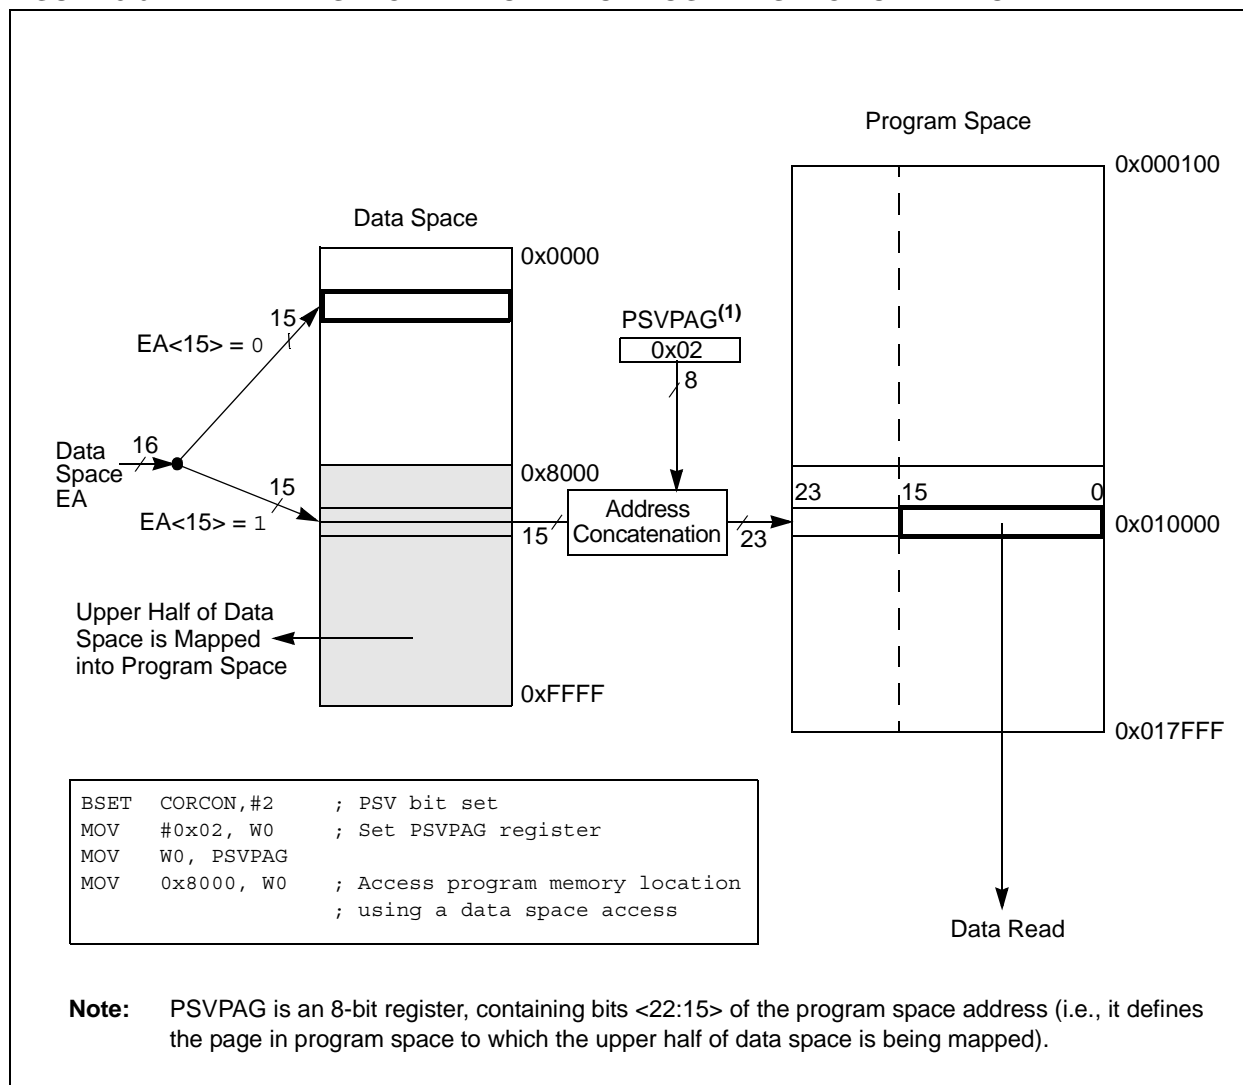 Program Space
0x000100
Data Space
0x0000
15
EA<15> = 0
PSVPAG(1)
0x02
8
Data
Space
EA
16
0x8000
15
EA<15> = 1
15
Address
Concatenation
23
23 15 0
0x010000
Upper Half of Data
Space is Mapped
into Program Space
0xFFFF
0x017FFF
BSET CORCON,#2 ; PSV bit set
MOV #0x02, W0 ; Set PSVPAG register
MOV W0, PSVPAG
MOV 0x8000, W0 ; Access program memory location
; using a data space access
Data Read
Note: PSVPAG is an 8-bit register, containing bits <22:15> of the program space address (i.e., it defines
the page in program space to which the upper half of data space is being mapped).